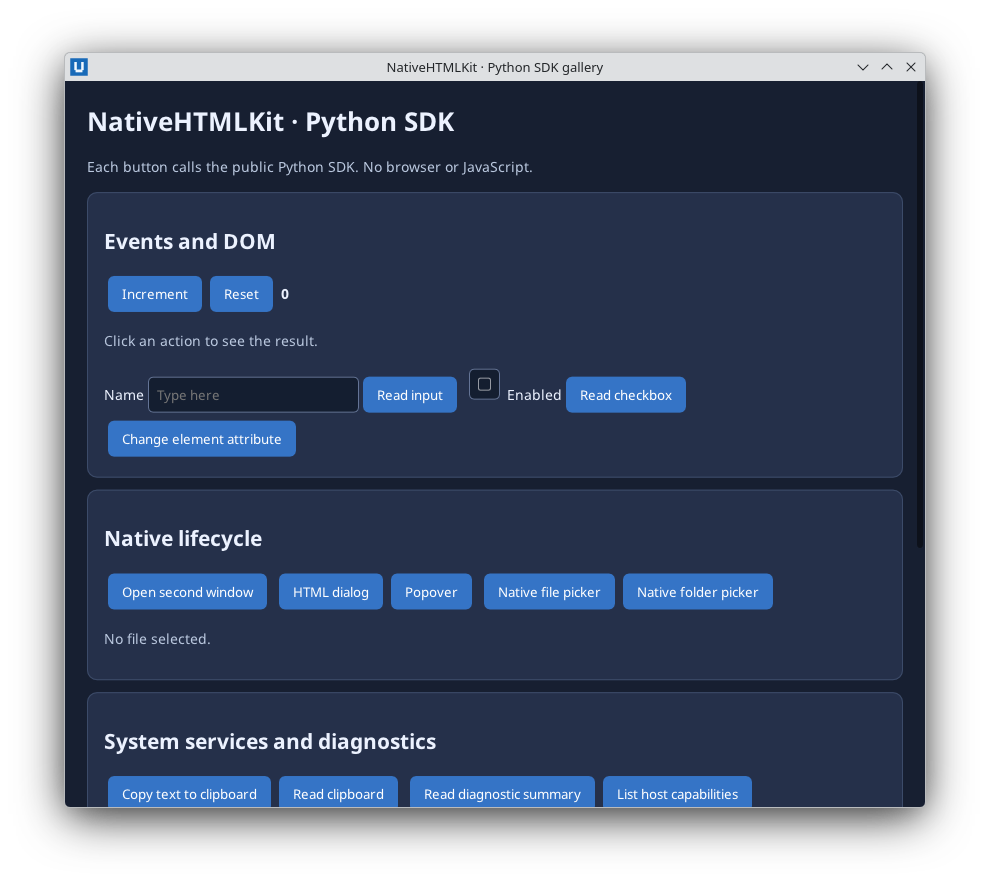 NativeHTMLKit · Python SDK gallery
NativeHTMLKit · Python SDK
Each button calls the public Python SDK. No browser or JavaScript.
Events and DOM
Increment Reset 0
Click an action to see the result.
Name Type here Read input Enabled Read checkbox
Change element attribute
Native lifecycle
Open second window HTML dialog Popover Native file picker Native folder picker
No file selected.
System services and diagnostics
Copy text to clipboard Read clipboard Read diagnostic summary List host capabilities